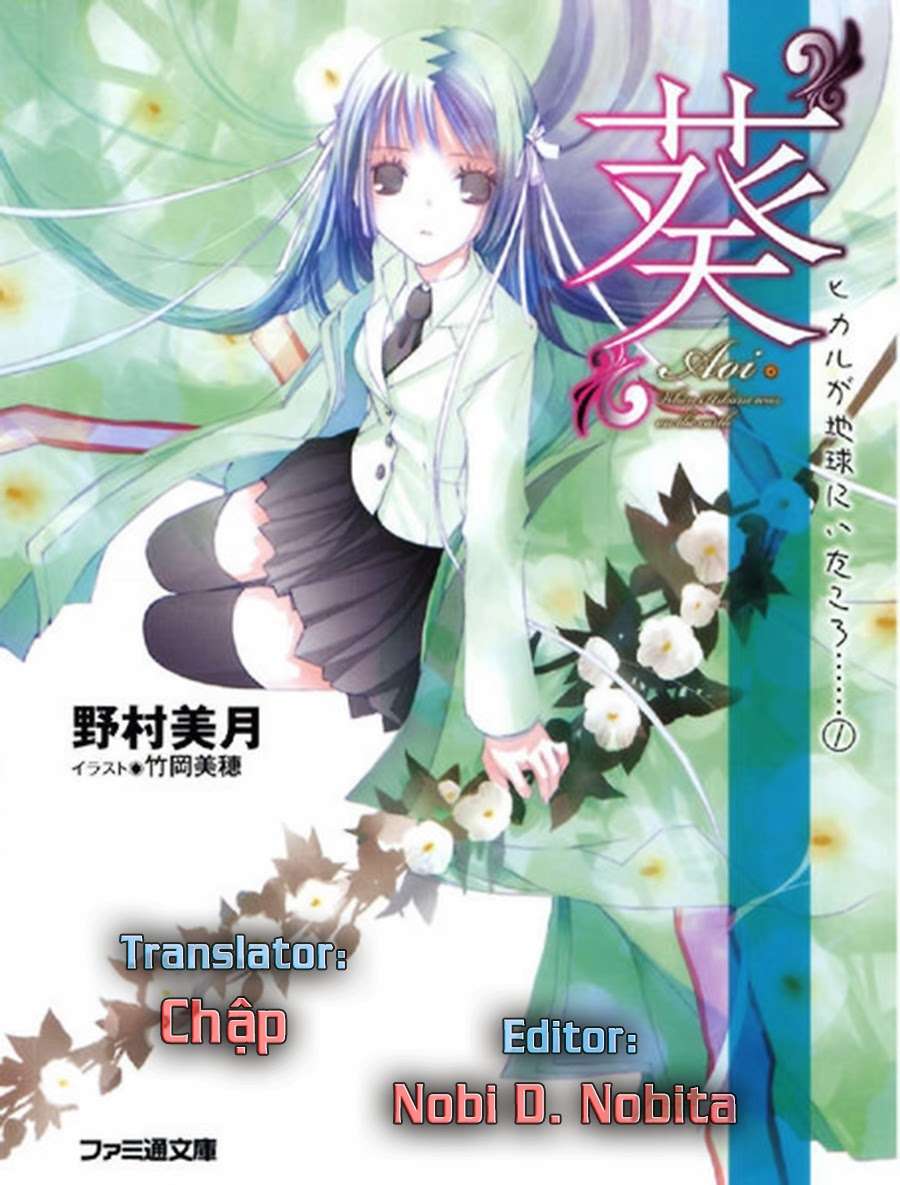 葵
Aoi
ヒカルが地球にいたころ……①
野村美月
イラスト●竹岡美穂
Translator:
Chập
Editor:
Nobi D. Nobita
ファミ通文庫